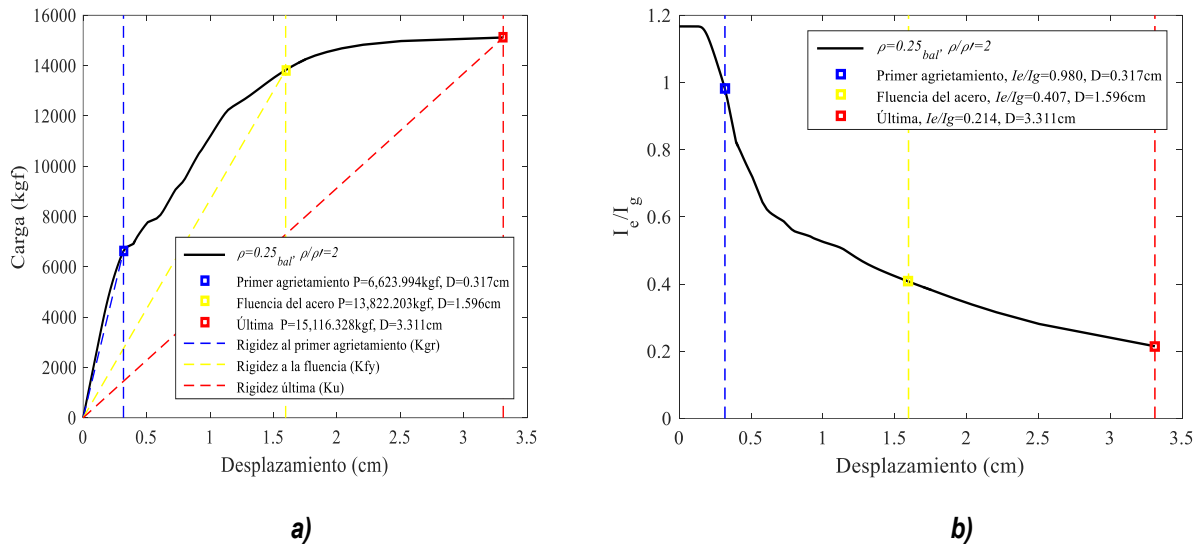 16000
14000
12000
10000
8000
6000
4000
2000
0
Carga (kgf)
ρ=0.25bal, ρ/ρ′=2
Primer agrietamiento P=6,623.994kgf, D=0.317cm
Fluencia del acero P=13,822.203kgf, D=1.596cm
Última P=15,116.328kgf, D=3.311cm
Rigidez al primer agrietamiento (Kgr)
Rigidez a la fluencia (Kfy)
Rigidez última (Ku)
0 0.5 1 1.5 2 2.5 3 3.5
Desplazamiento (cm)
a)
1.2
1
0.8
0.6
0.4
0.2
0
I_e/I_g
ρ=0.25bal, ρ/ρ′=2
Primer agrietamiento, Ie/Ig=0.980, D=0.317cm
Fluencia del acero, Ie/Ig=0.407, D=1.596cm
Última, Ie/Ig=0.214, D=3.311cm
0 0.5 1 1.5 2 2.5 3 3.5
Desplazamiento (cm)
b)